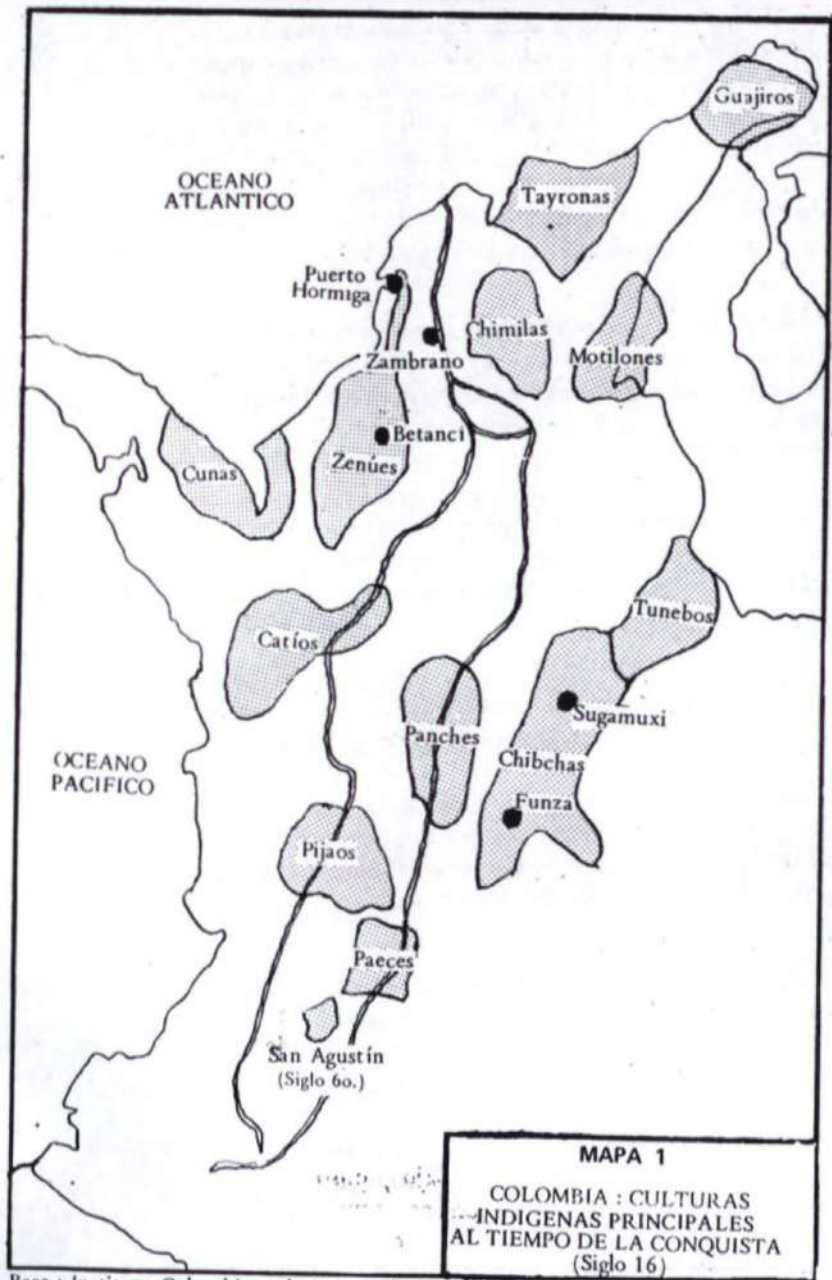 Guajiros
OCEANO
ATLANTICO
Tayronas
Puerto
Hormiga
Chimilas
Zambrano
Motilones
Betancí
Zenúes
Cunas
Tunebos
Catíos
Sugamuxi
Panches
Chibchas
OCEANO
PACIFICO
Funza
Pijaos
Paeces
San Agustín
(Siglo 6o.)
MAPA 1
COLOMBIA : CULTURAS
INDIGENAS PRINCIPALES
AL TIEMPO DE LA CONQUISTA
(Siglo 16)